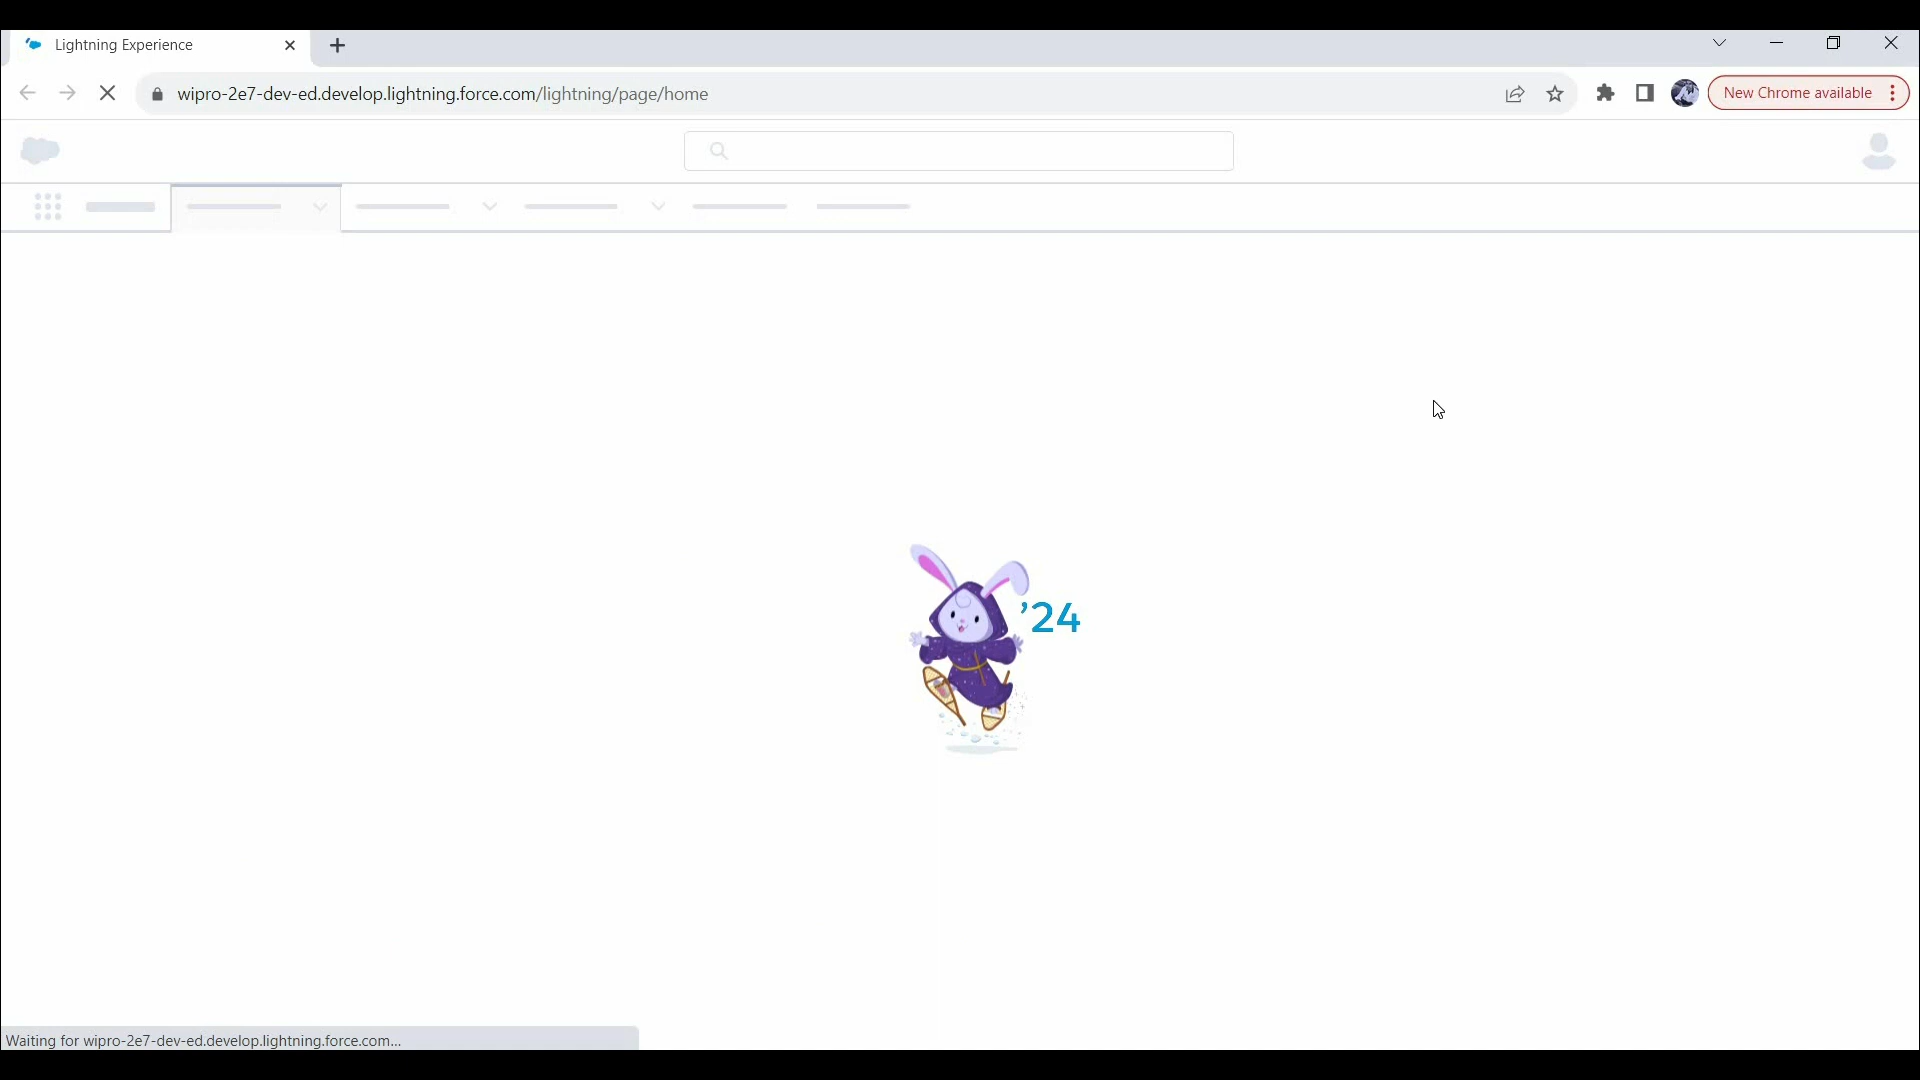 Lightning Experience
wipro-2e7-dev-ed.develop.lightning.force.com/lightning/page/home
New Chrome available
’24
Waiting for wipro-2e7-dev-ed.develop.lightning.force.com...